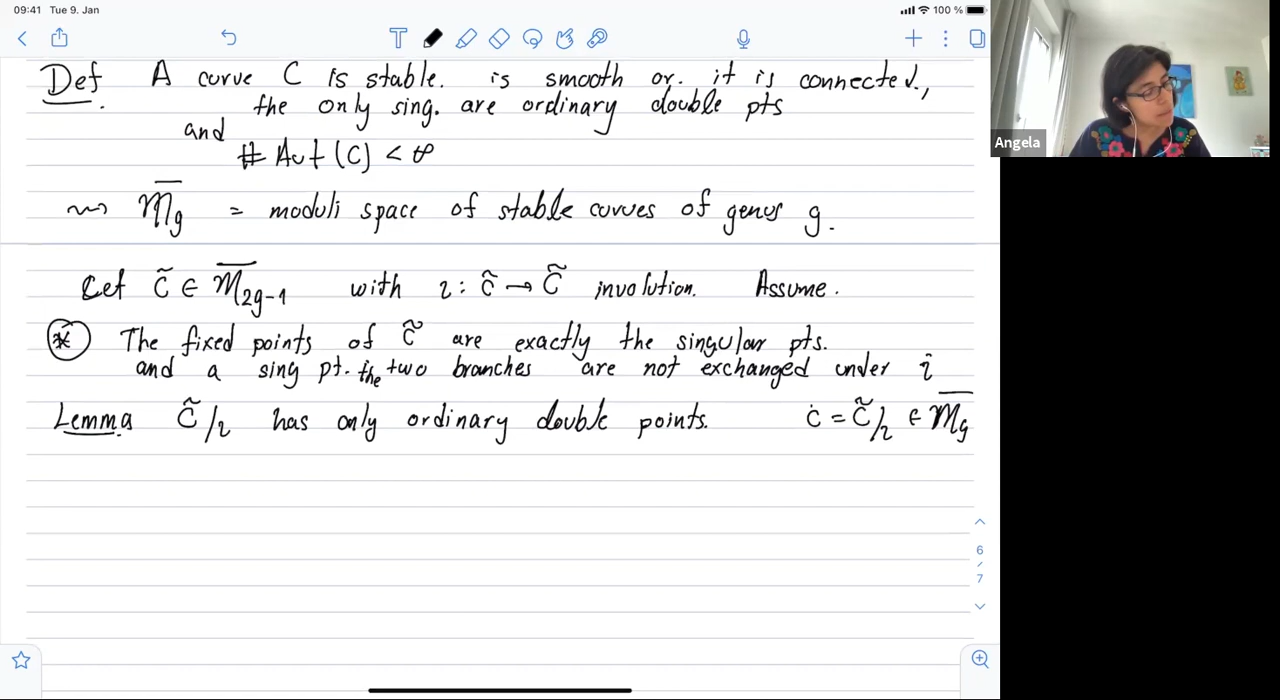 09:41 Tue 9. Jan
100 %
Def A curve C is stable. is smooth or. it is connected.,
the only sing. are ordinary double pts
and
# Aut (C) < ∞
⇝ M̅g = moduli space of stable curves of genus g.
Let C̃ ∈ M̅2g-1 with ι: C̃ → C̃ involution. Assume.
(*) The fixed points of C̃ are exactly the singular pts.
and a sing pt. the two branches are not exchanged under i
Lemma C̃/ι has only ordinary double points. C = C̃/ι ∈ M̅g
6
/
7
Angela